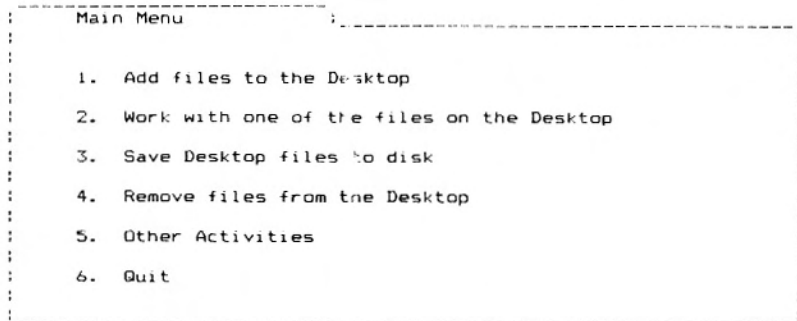 Main Menu
1. Add files to the Desktop
2. Work with one of the files on the Desktop
3. Save Desktop files to disk
4. Remove files from the Desktop
5. Other Activities
6. Quit